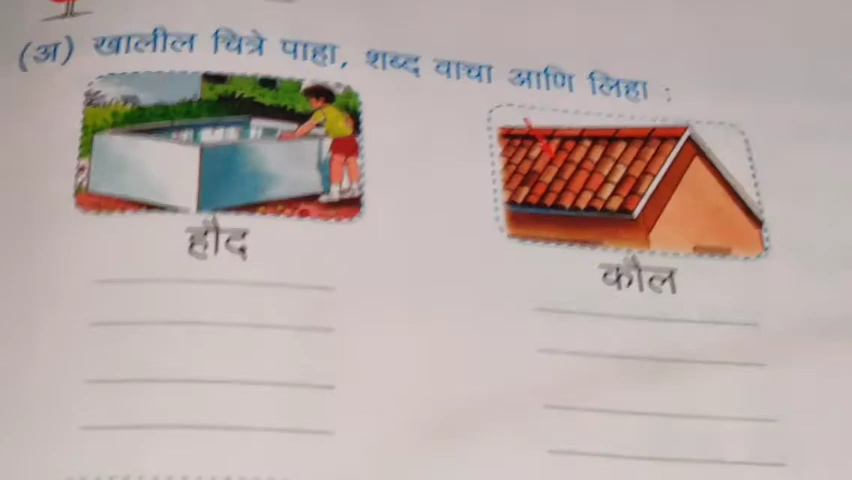 (अ) खालील चित्रे पाहा, शब्द वाचा आणि लिहा :
हौद
कौल